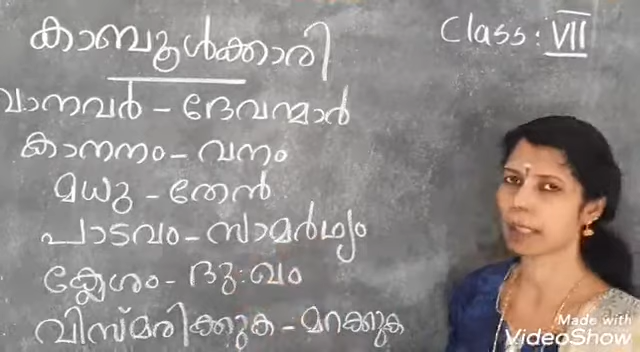 കാമ്പൂൾക്കാരി
Class: VII
വാനവർ - ദേവന്മാർ
കാനനം - വനം
മധു - തേൻ
പാടവം - സാമർഥ്യം
ക്ലേശം - ദു:ഖം
വിസ്മരിക്കുക - മറക്കുക
Made with
VideoShow